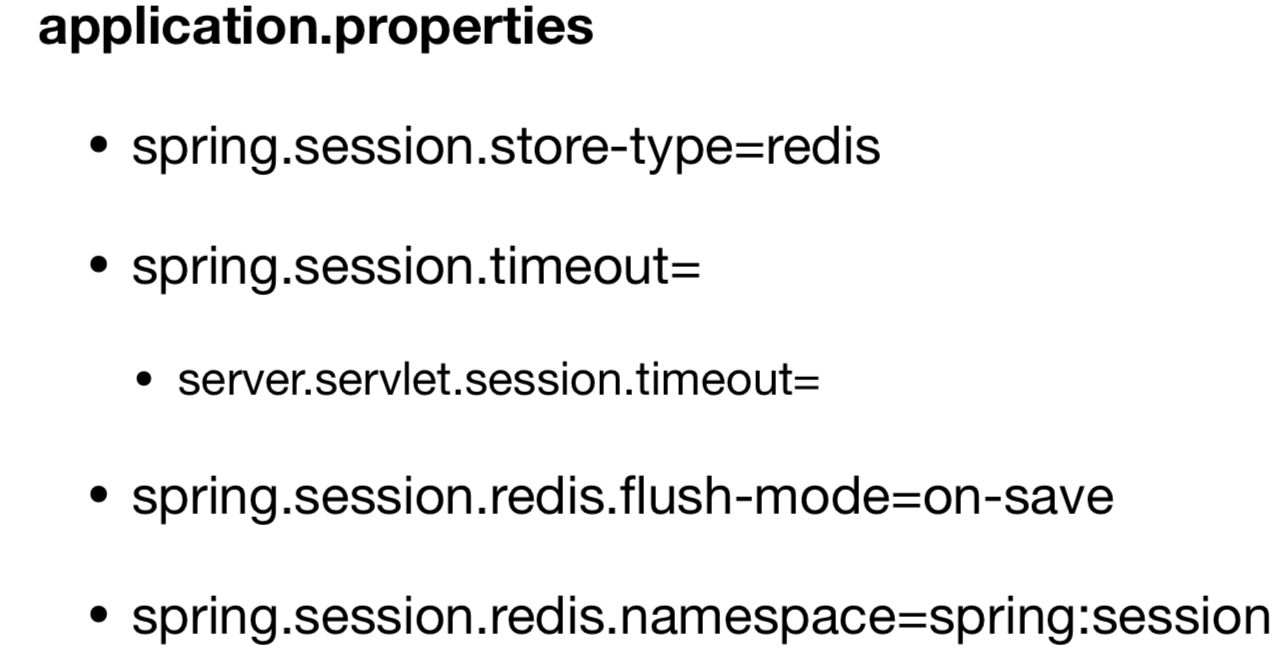 application.properties
• spring.session.store-type=redis
• spring.session.timeout=
• server.servlet.session.timeout=
• spring.session.redis.flush-mode=on-save
• spring.session.redis.namespace=spring:session